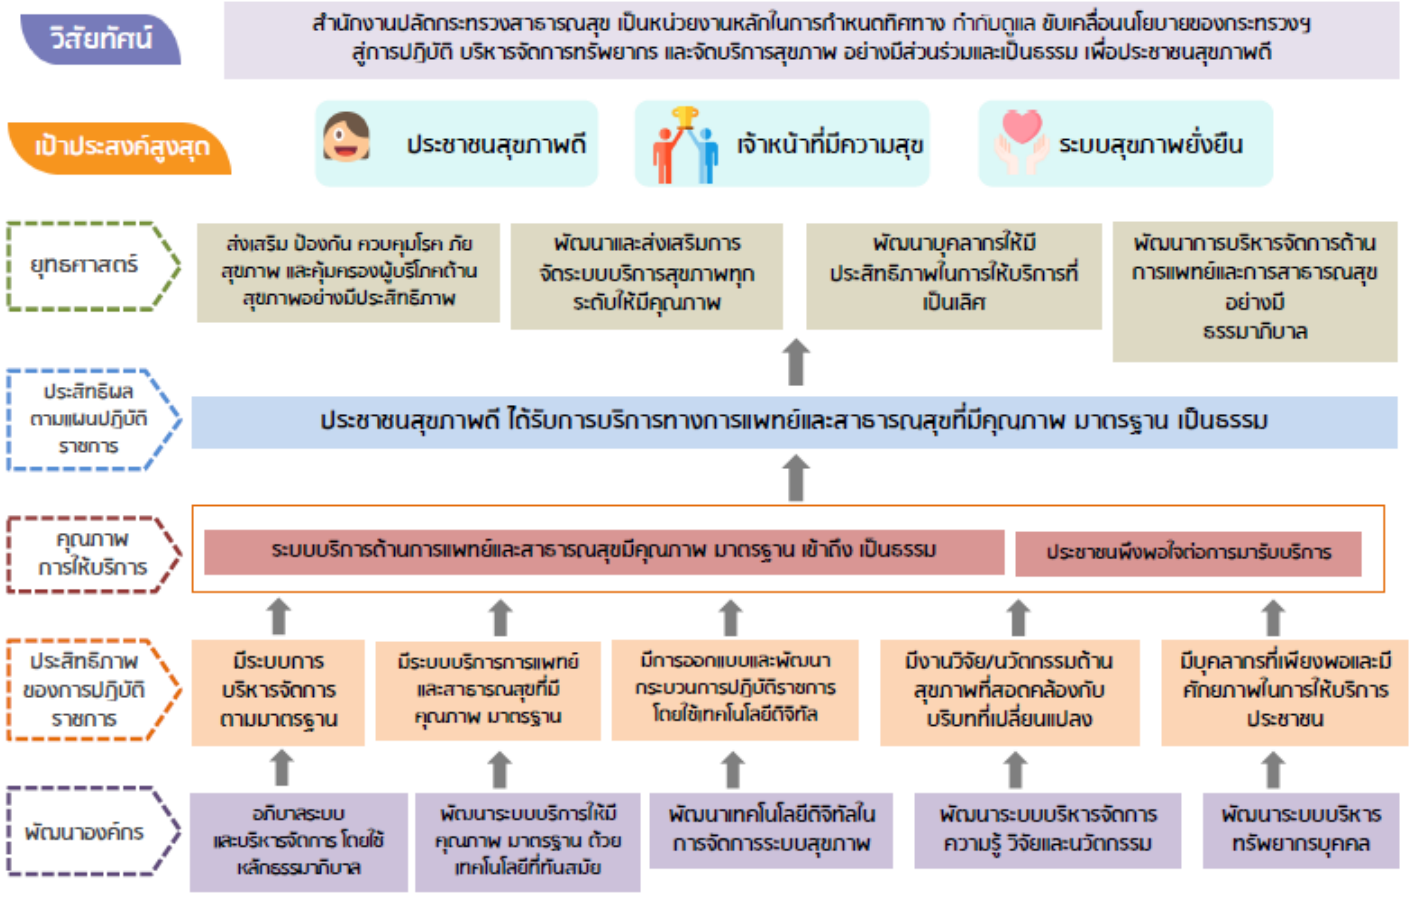 วิสัยทัศน์
สำนักงานปลัดกระทรวงสาธารณสุข เป็นหน่วยงานหลักในการกำหนดทิศทาง กำกับดูแล ขับเคลื่อนนโยบายของกระทรวงฯ
สู่การปฏิบัติ บริหารจัดการทรัพยากร และจัดบริการสุขภาพ อย่างมีส่วนร่วมและเป็นธรรม เพื่อประชาชนสุขภาพดี
เป้าประสงค์สูงสุด
ประชาชนสุขภาพดี
เจ้าหน้าที่มีความสุข
ระบบสุขภาพยั่งยืน
ยุทธศาสตร์
ส่งเสริม ป้องกัน ควบคุมโรค ภัย
สุขภาพ และคุ้มครองผู้บริโภคด้าน
สุขภาพอย่างมีประสิทธิภาพ
พัฒนาและส่งเสริมการ
จัดระบบบริการสุขภาพทุก
ระดับให้มีคุณภาพ
พัฒนาบุคลากรให้มี
ประสิทธิภาพในการให้บริการที่
เป็นเลิศ
พัฒนาการบริหารจัดการด้าน
การแพทย์และการสาธารณสุข
อย่างมี
ธรรมาภิบาล
ประสิทธิผล
ตามแผนปฏิบัติ
ราชการ
ประชาชนสุขภาพดี ได้รับการบริการทางการแพทย์และสาธารณสุขที่มีคุณภาพ มาตรฐาน เป็นธรรม
คุณภาพ
การให้บริการ
ระบบบริการด้านการแพทย์และสาธารณสุขมีคุณภาพ มาตรฐาน เข้าถึง เป็นธรรม
ประชาชนพึงพอใจต่อการมารับบริการ
ประสิทธิภาพ
ของการปฏิบัติ
ราชการ
มีระบบการ
บริหารจัดการ
ตามมาตรฐาน
มีระบบบริการการแพทย์
และสาธารณสุขที่มี
คุณภาพ มาตรฐาน
มีการออกแบบและพัฒนา
กระบวนการปฏิบัติราชการ
โดยใช้เทคโนโลยีดิจิทัล
มีงานวิจัย/นวัตกรรมด้าน
สุขภาพที่สอดคล้องกับ
บริบทที่เปลี่ยนแปลง
มีบุคลากรที่เพียงพอและมี
ศักยภาพในการให้บริการ
ประชาชน
พัฒนาองค์กร
อภิบาลระบบ
และบริหารจัดการ โดยใช้
หลักธรรมาภิบาล
พัฒนาระบบบริการให้มี
คุณภาพ มาตรฐาน ด้วย
เทคโนโลยีที่ทันสมัย
พัฒนาเทคโนโลยีดิจิทัลใน
การจัดการระบบสุขภาพ
พัฒนาระบบบริหารจัดการ
ความรู้ วิจัยและนวัตกรรม
พัฒนาระบบบริหาร
ทรัพยากรบุคคล